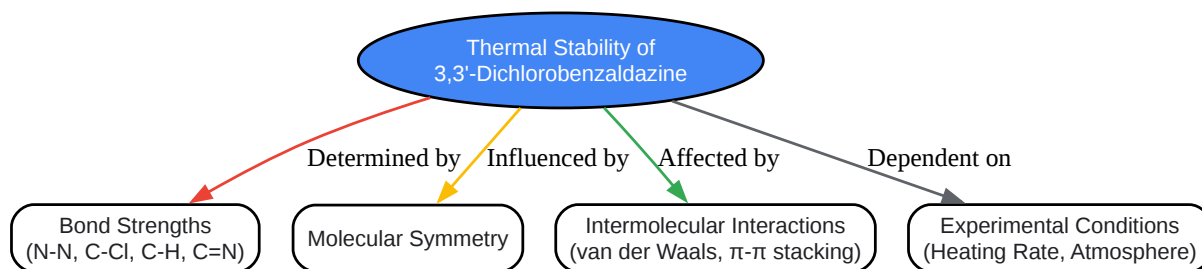 Thermal Stability of
3,3'-Dichlorobenzaldazine
Determined by
Influenced by
Affected by
Dependent on
Bond Strengths
(N-N, C-Cl, C-H, C=N)
Molecular Symmetry
Intermolecular Interactions
(van der Waals, π-π stacking)
Experimental Conditions
(Heating Rate, Atmosphere)